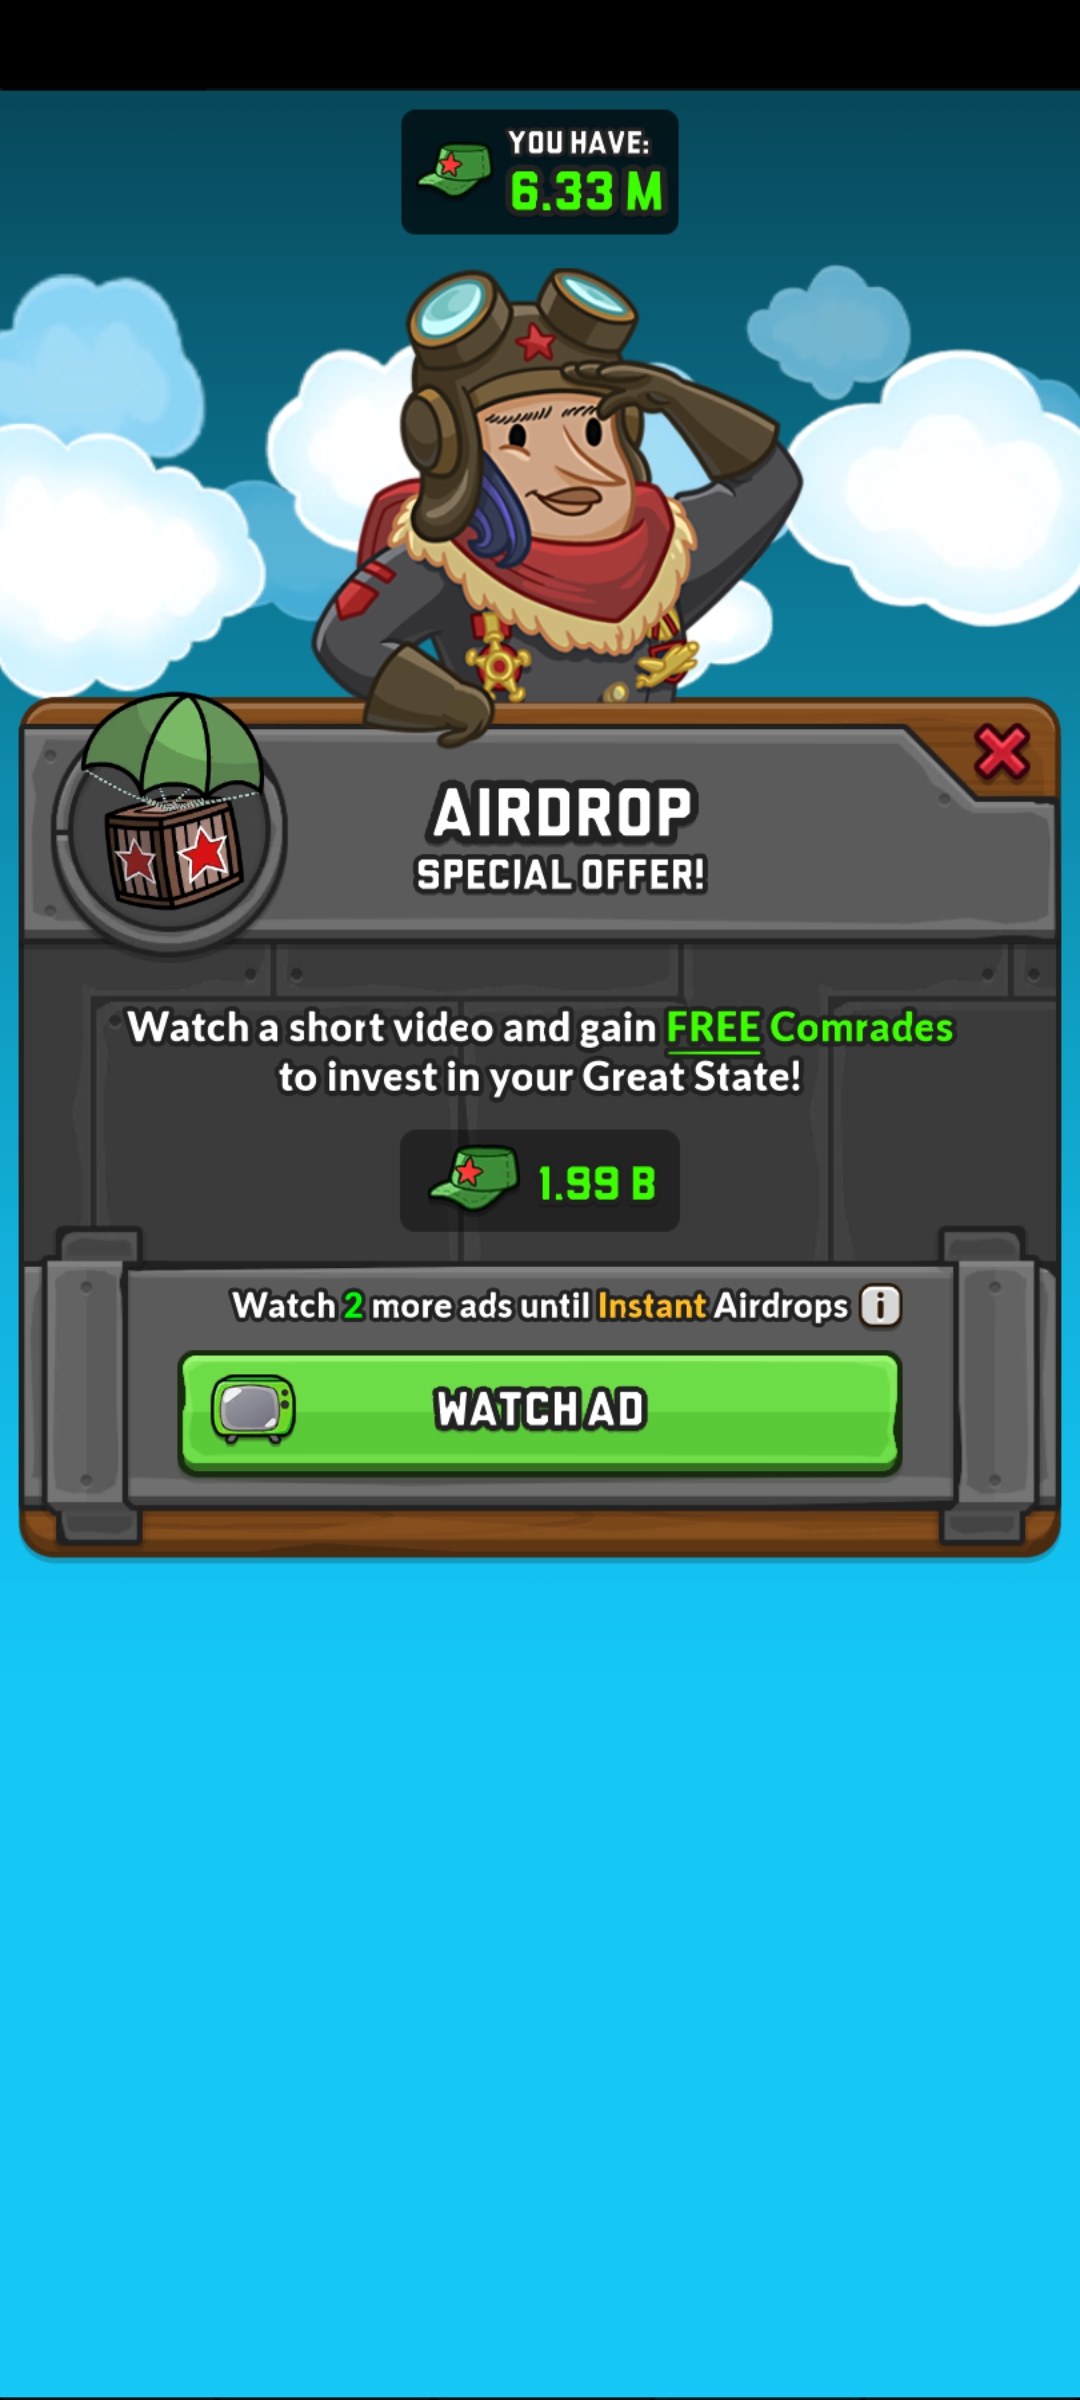 YOU HAVE:
6.33 M
AIRDROP
SPECIAL OFFER!
Watch a short video and gain FREE Comrades
to invest in your Great State!
1.99 B
Watch 2 more ads until Instant Airdrops i
WATCH AD